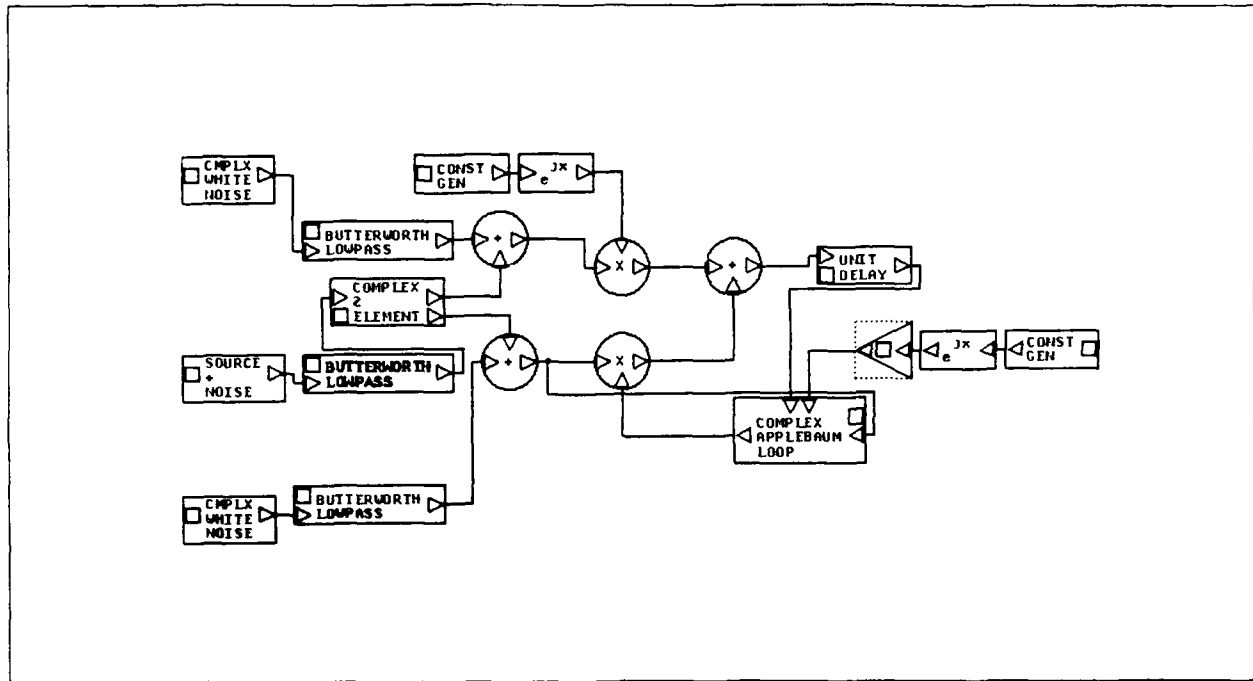 CMPLX
WHITE
NOISE
CONST
GEN
e^jx
BUTTERWORTH
LOWPASS
+
X
+
UNIT
DELAY
COMPLEX
2
ELEMENT
SOURCE
+
NOISE
BUTTERWORTH
LOWPASS
+
X
e^jx
CONST
GEN
COMPLEX
APPLEBAUM
LOOP
CMPLX
WHITE
NOISE
BUTTERWORTH
LOWPASS